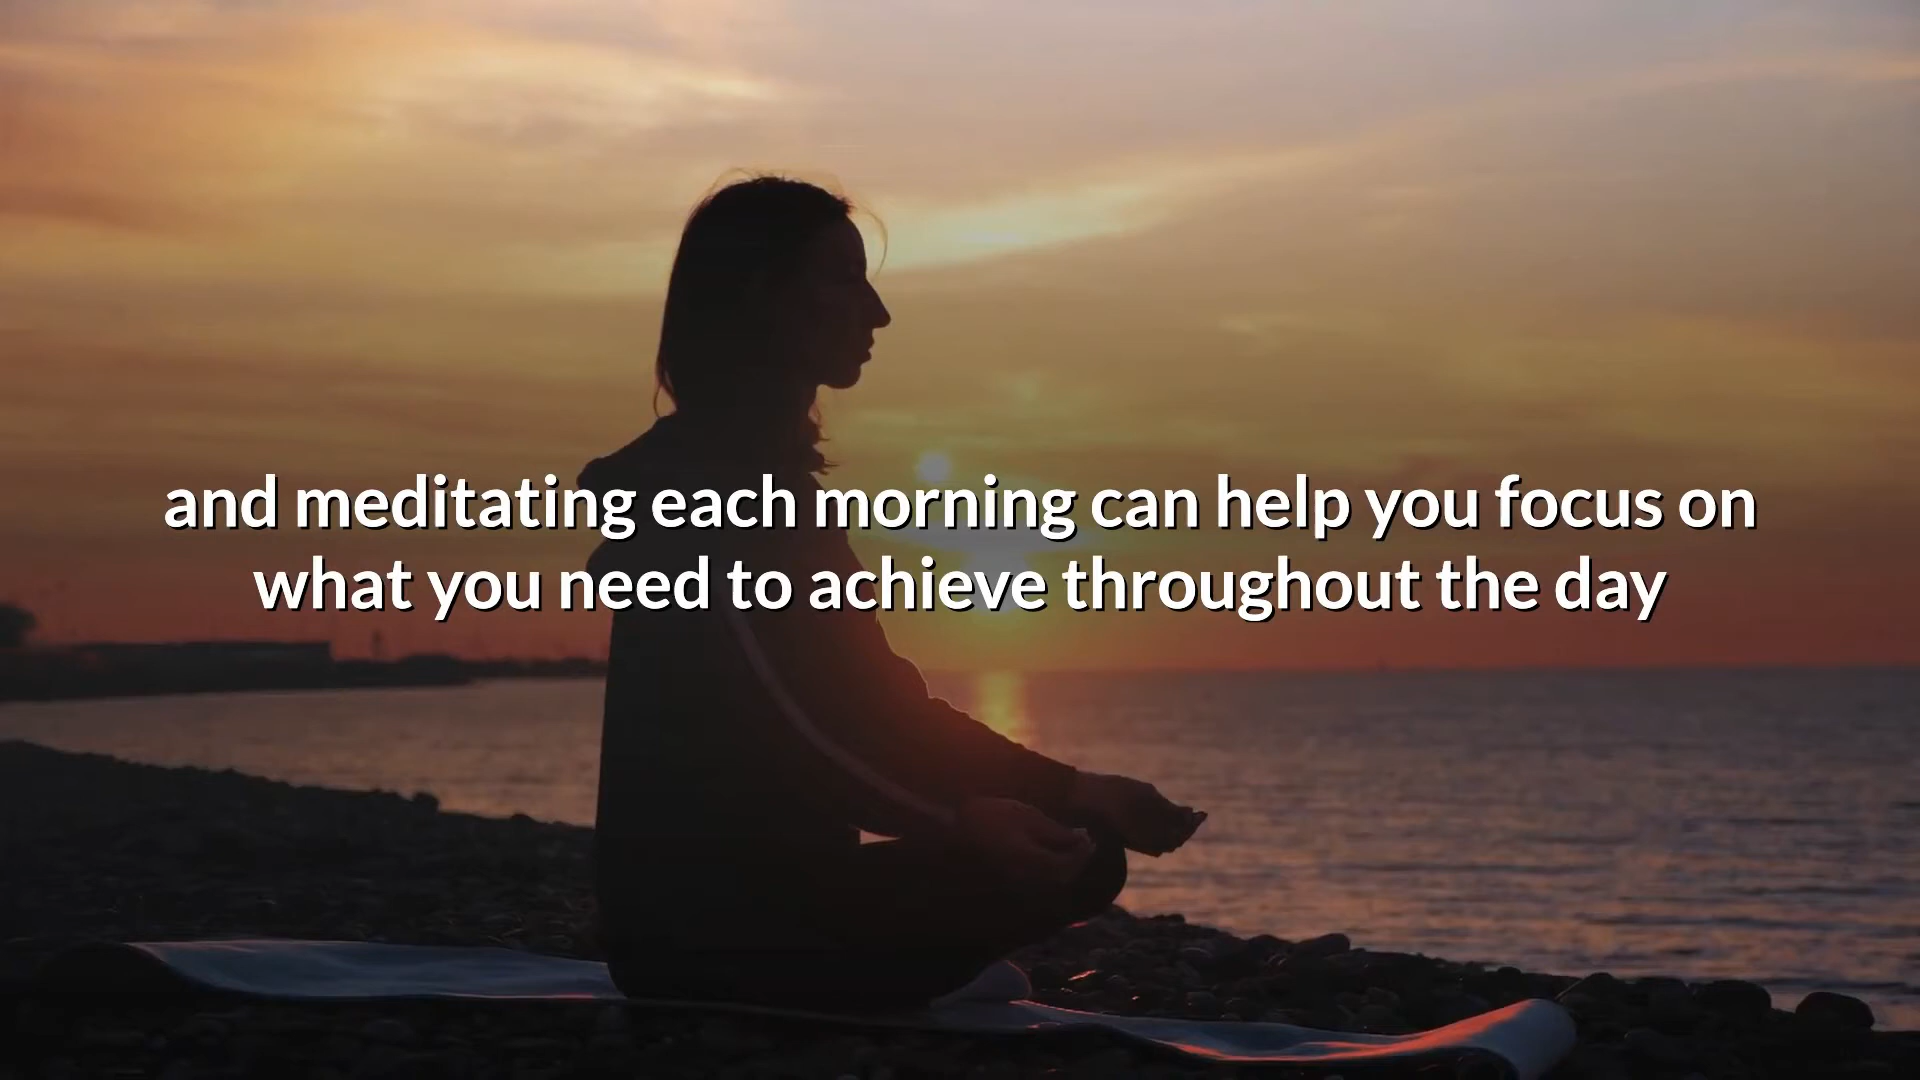 and meditating each morning can help you focus on
what you need to achieve throughout the day